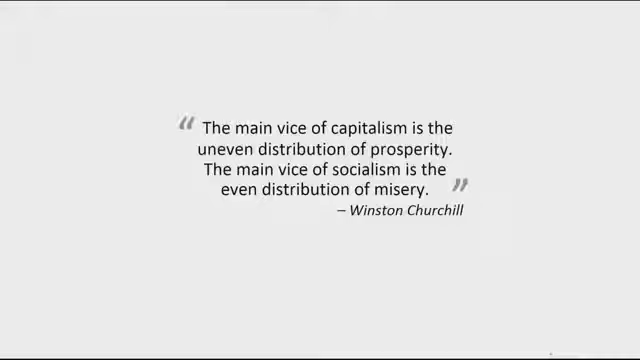 “ The main vice of capitalism is the
uneven distribution of prosperity.
The main vice of socialism is the
even distribution of misery. ”
– Winston Churchill